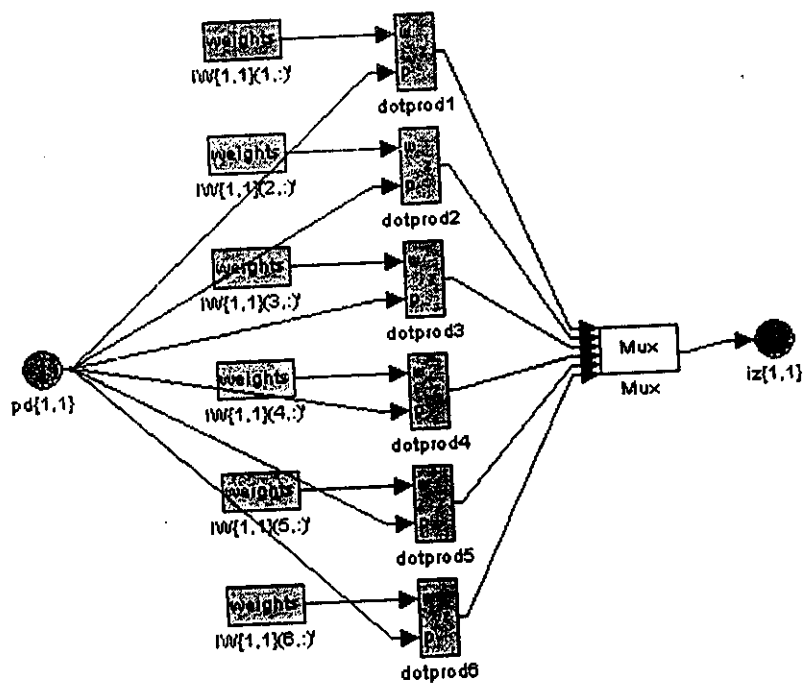 weights
w
p
IW{1,1}(1,:)'
dotprod1
weights
w
p
IW{1,1}(2,:)'
dotprod2
weights
w
p
IW{1,1}(3,:)'
dotprod3
pd{1,1}
Mux
Mux
iz{1,1}
weights
w
p
IW{1,1}(4,:)'
dotprod4
weights
w
p
IW{1,1}(5,:)'
dotprod5
weights
w
p
IW{1,1}(6,:)'
dotprod6